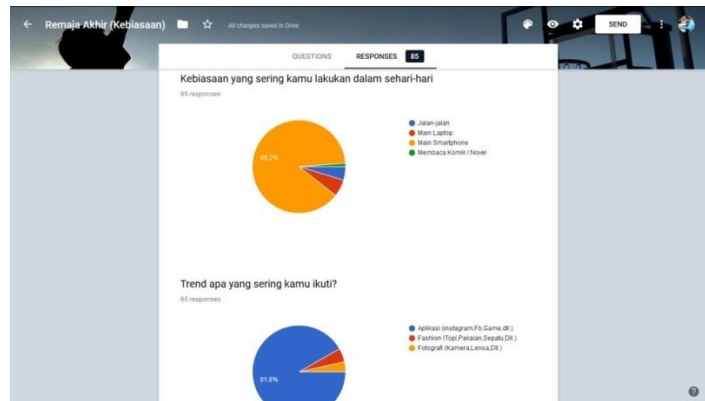 Remaja Akhir (Kebiasaan)
All changes saved in Drive
SEND
QUESTIONS
RESPONSES 85
Kebiasaan yang sering kamu lakukan dalam sehari-hari
85 responses
88.2%
Jalan-jalan
Main Laptop
Main Smartphone
Membaca Komik / Novel
Trend apa yang sering kamu ikuti?
85 responses
91.8%
Aplikasi (Instagram,Fb,Game,dll.)
Fashion (Topi,Pakaian,Sepatu,Dll.)
Fotografi (Kamera,Lensa,Dll.)